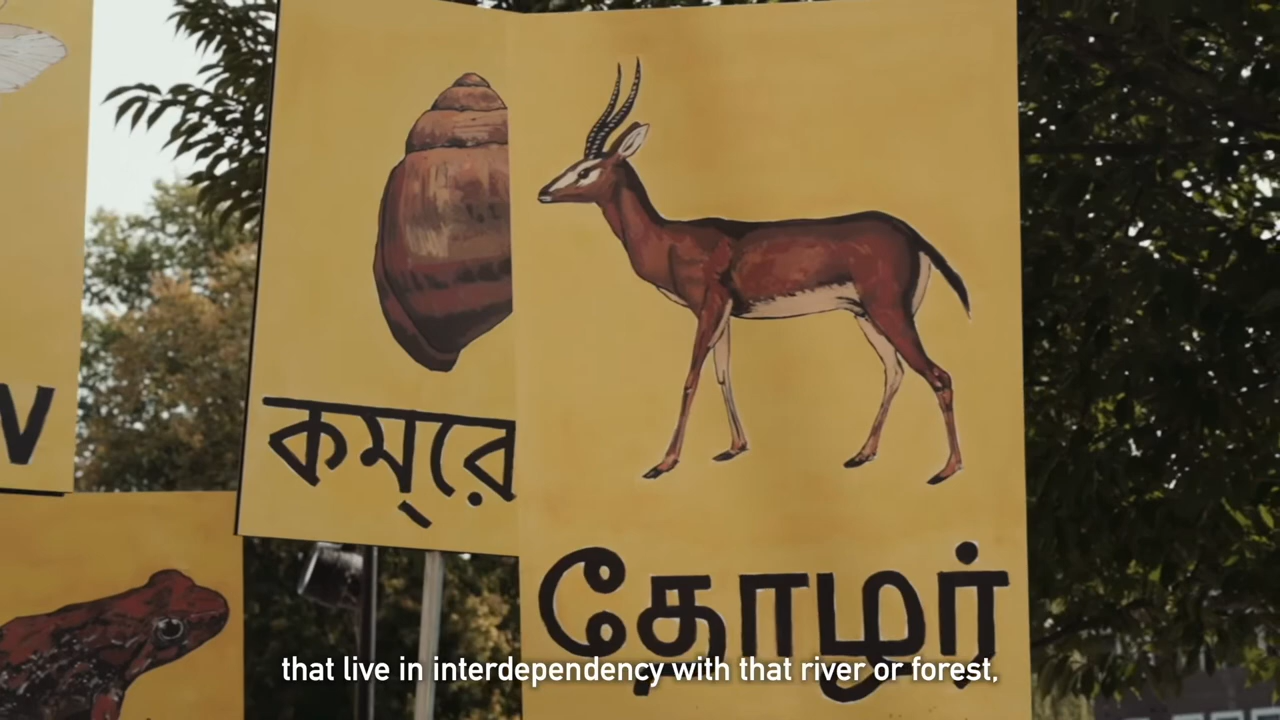 কম্রে
தோழர்
that live in interdependency with that river or forest,